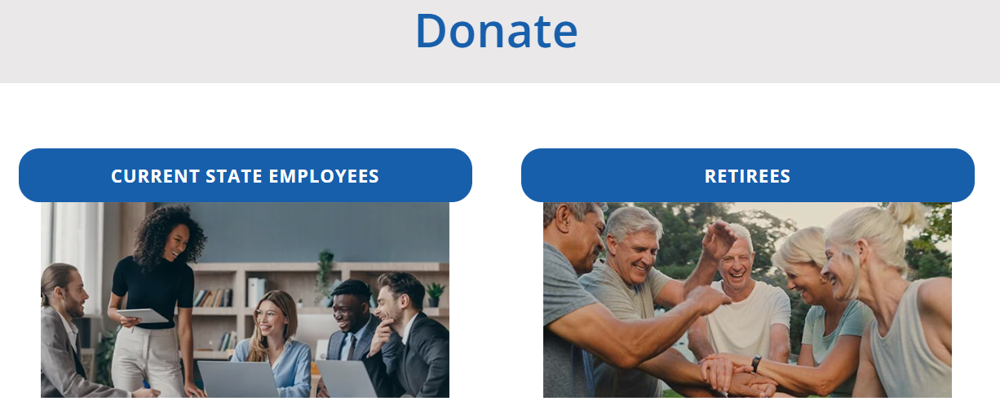 Donate
CURRENT STATE EMPLOYEES
RETIREES